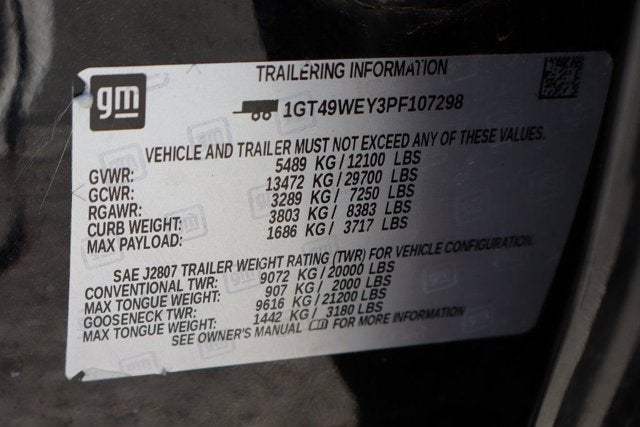 gm
TRAILERING INFORMATION
1GT49WEY3PF107298
VEHICLE AND TRAILER MUST NOT EXCEED ANY OF THESE VALUES.
GVWR: 5489 KG/12100 LBS
GCWR: 13472 KG/29700 LBS
RGAWR: 3289 KG/ 7250 LBS
CURB WEIGHT: 3803 KG/ 8383 LBS
MAX PAYLOAD: 1686 KG/ 3717 LBS
SAE J2807 TRAILER WEIGHT RATING (TWR) FOR VEHICLE CONFIGURATION.
CONVENTIONAL TWR: 9072 KG/20000 LBS
MAX TONGUE WEIGHT: 907 KG/ 2000 LBS
GOOSENECK TWR: 9616 KG/21200 LBS
MAX TONGUE WEIGHT: 1442 KG/ 3180 LBS
SEE OWNER'S MANUAL FOR MORE INFORMATION